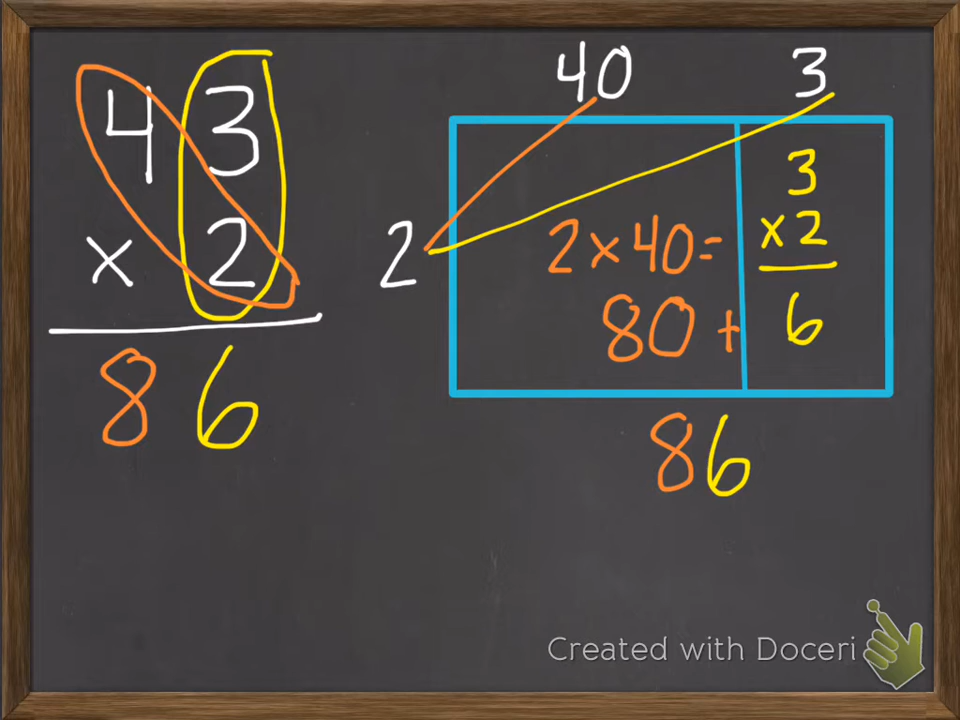 43
x 2
86
40 3
2
2 x 40 =
80 +
3
x 2
6
86
Created with Doceri